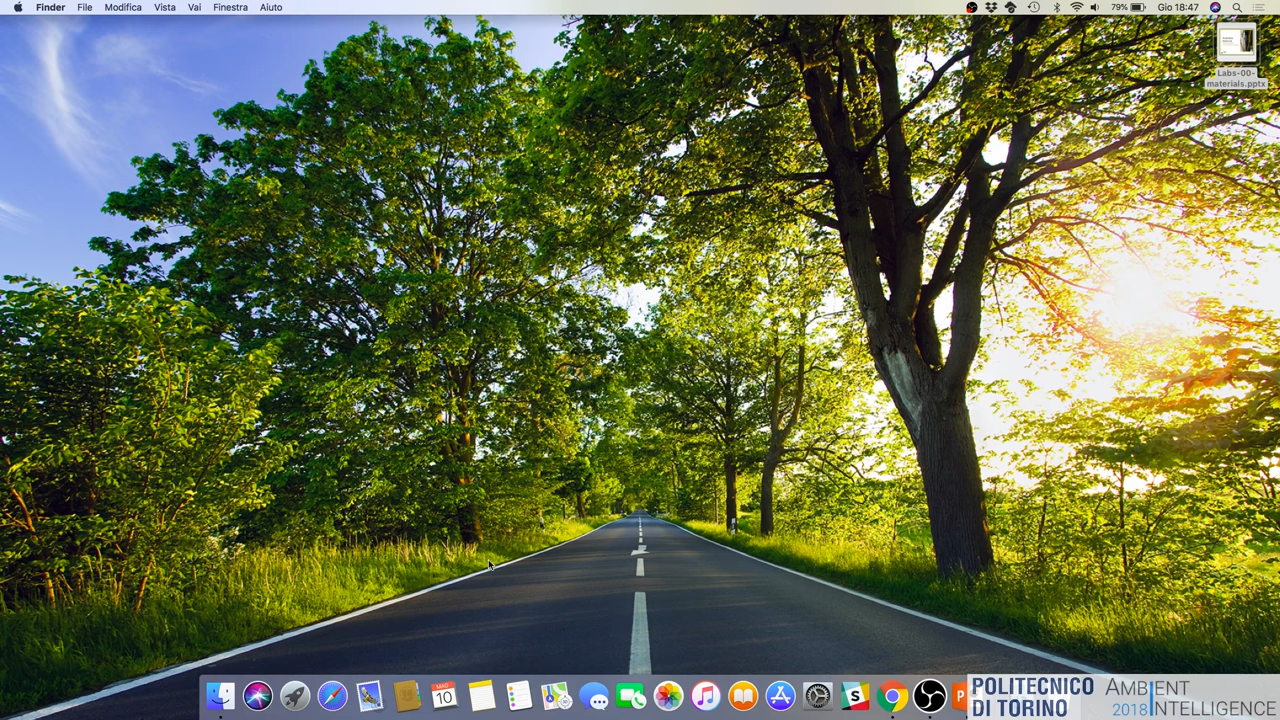 Finder File Modifica Vista Vai Finestra Aiuto 79% Gio 18:47
Labs-00-
materials.pptx
MAG
10
S
P
POLITECNICO
DI TORINO
AMBIENT
2018 INTELLIGENCE